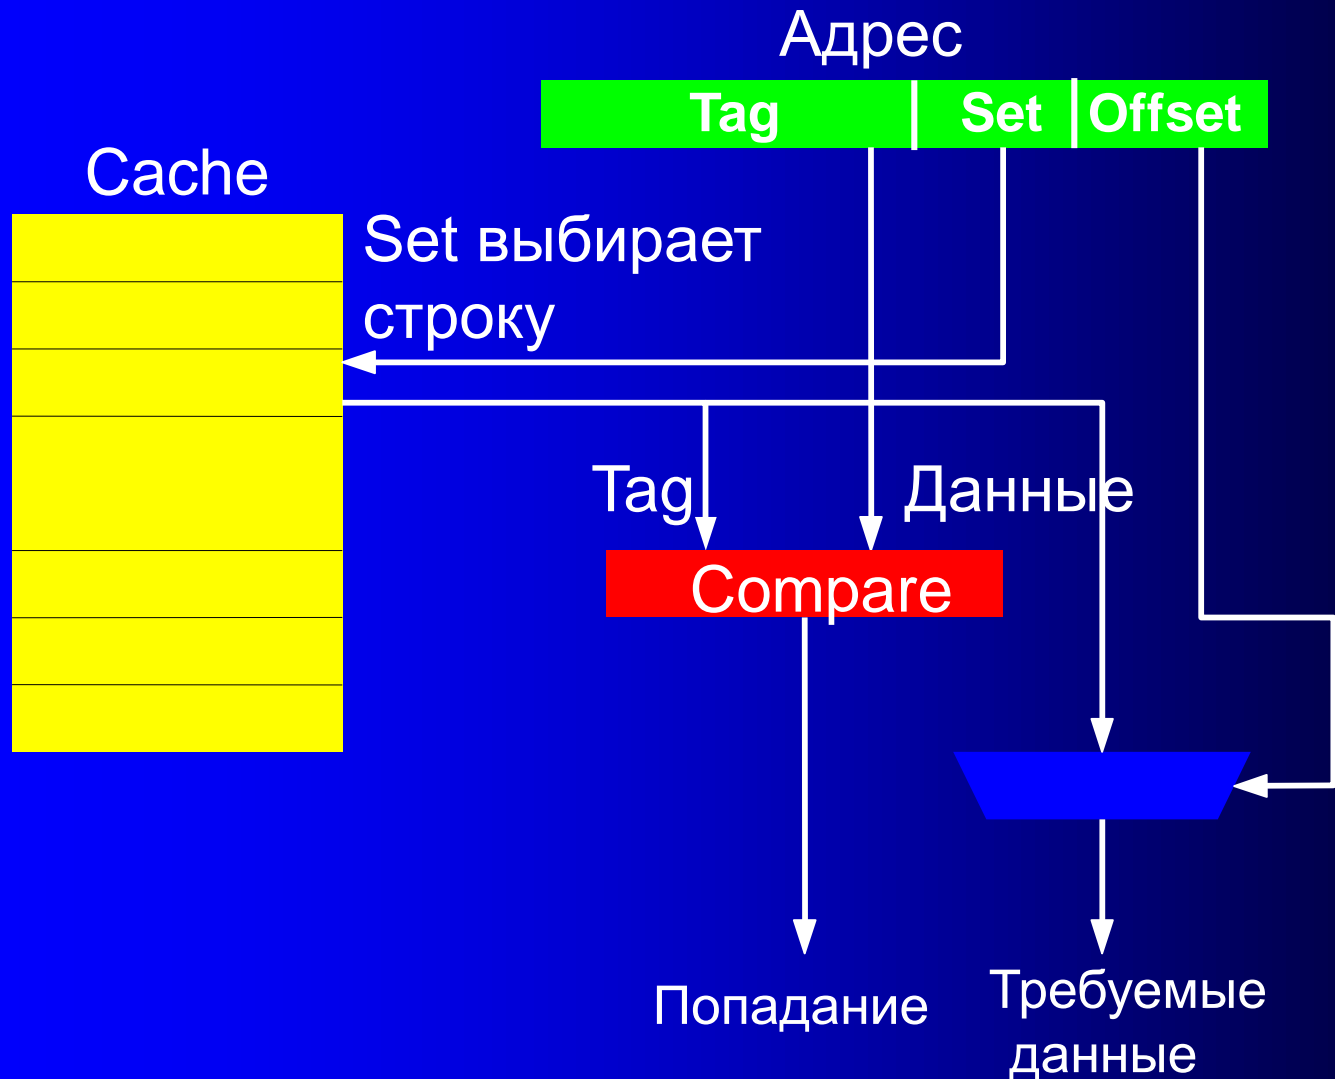 Адрес
Tag Set Offset
Cache
Set выбирает
строку
Tag Данные
Compare
Попадание
Требуемые
данные